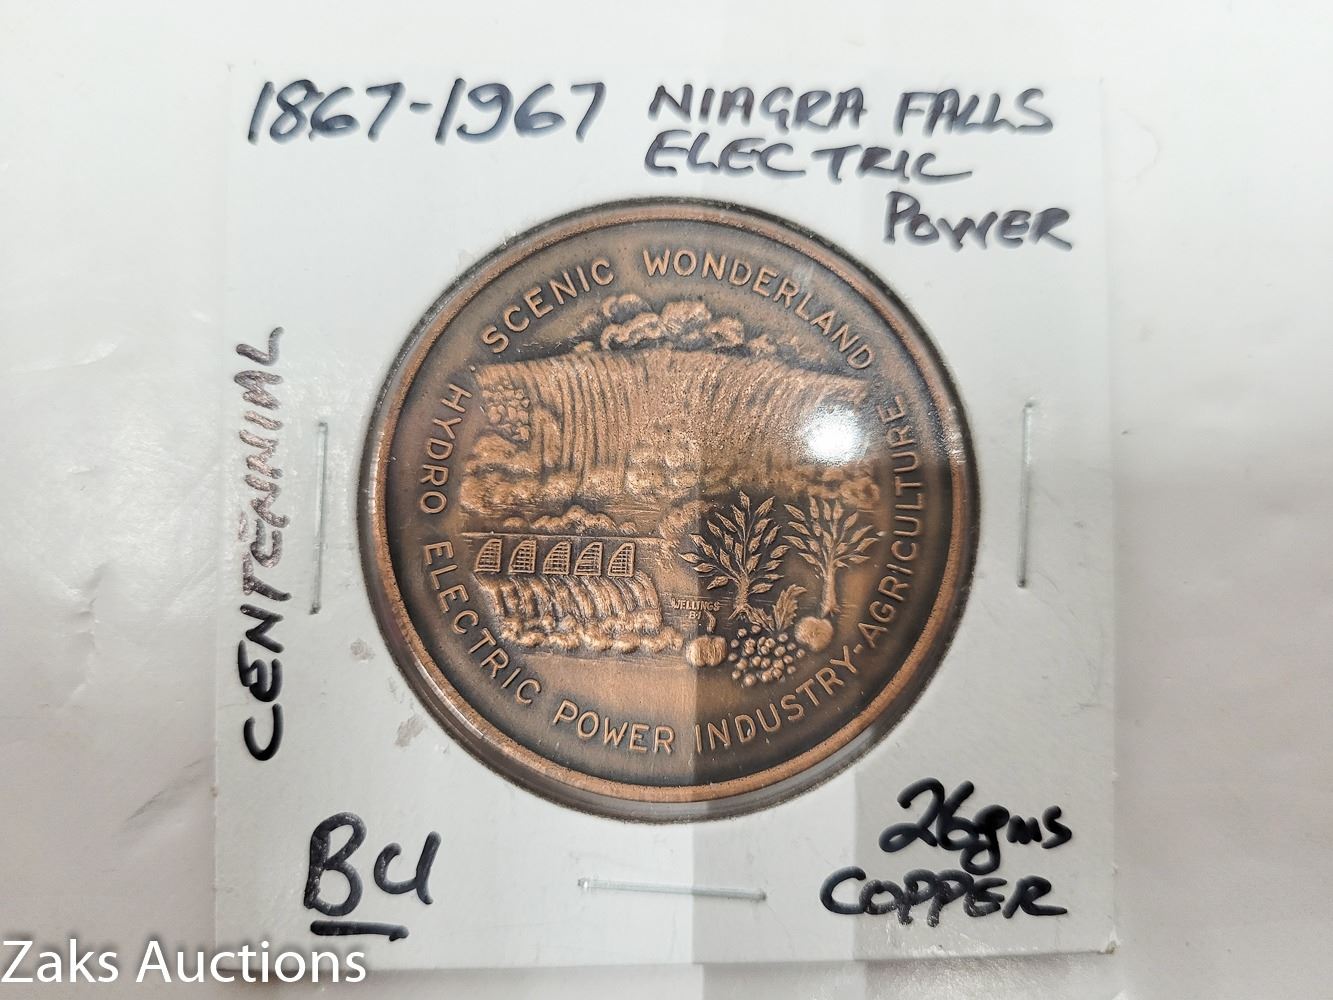 1867-1967 NIAGRA FALLS
ELECTRIC
POWER
CENTENNIAL
SCENIC WONDERLAND
HYDRO ELECTRIC POWER INDUSTRY-AGRICULTURE
WELLINGS
BU
26gms
COPPER
Zaks Auctions